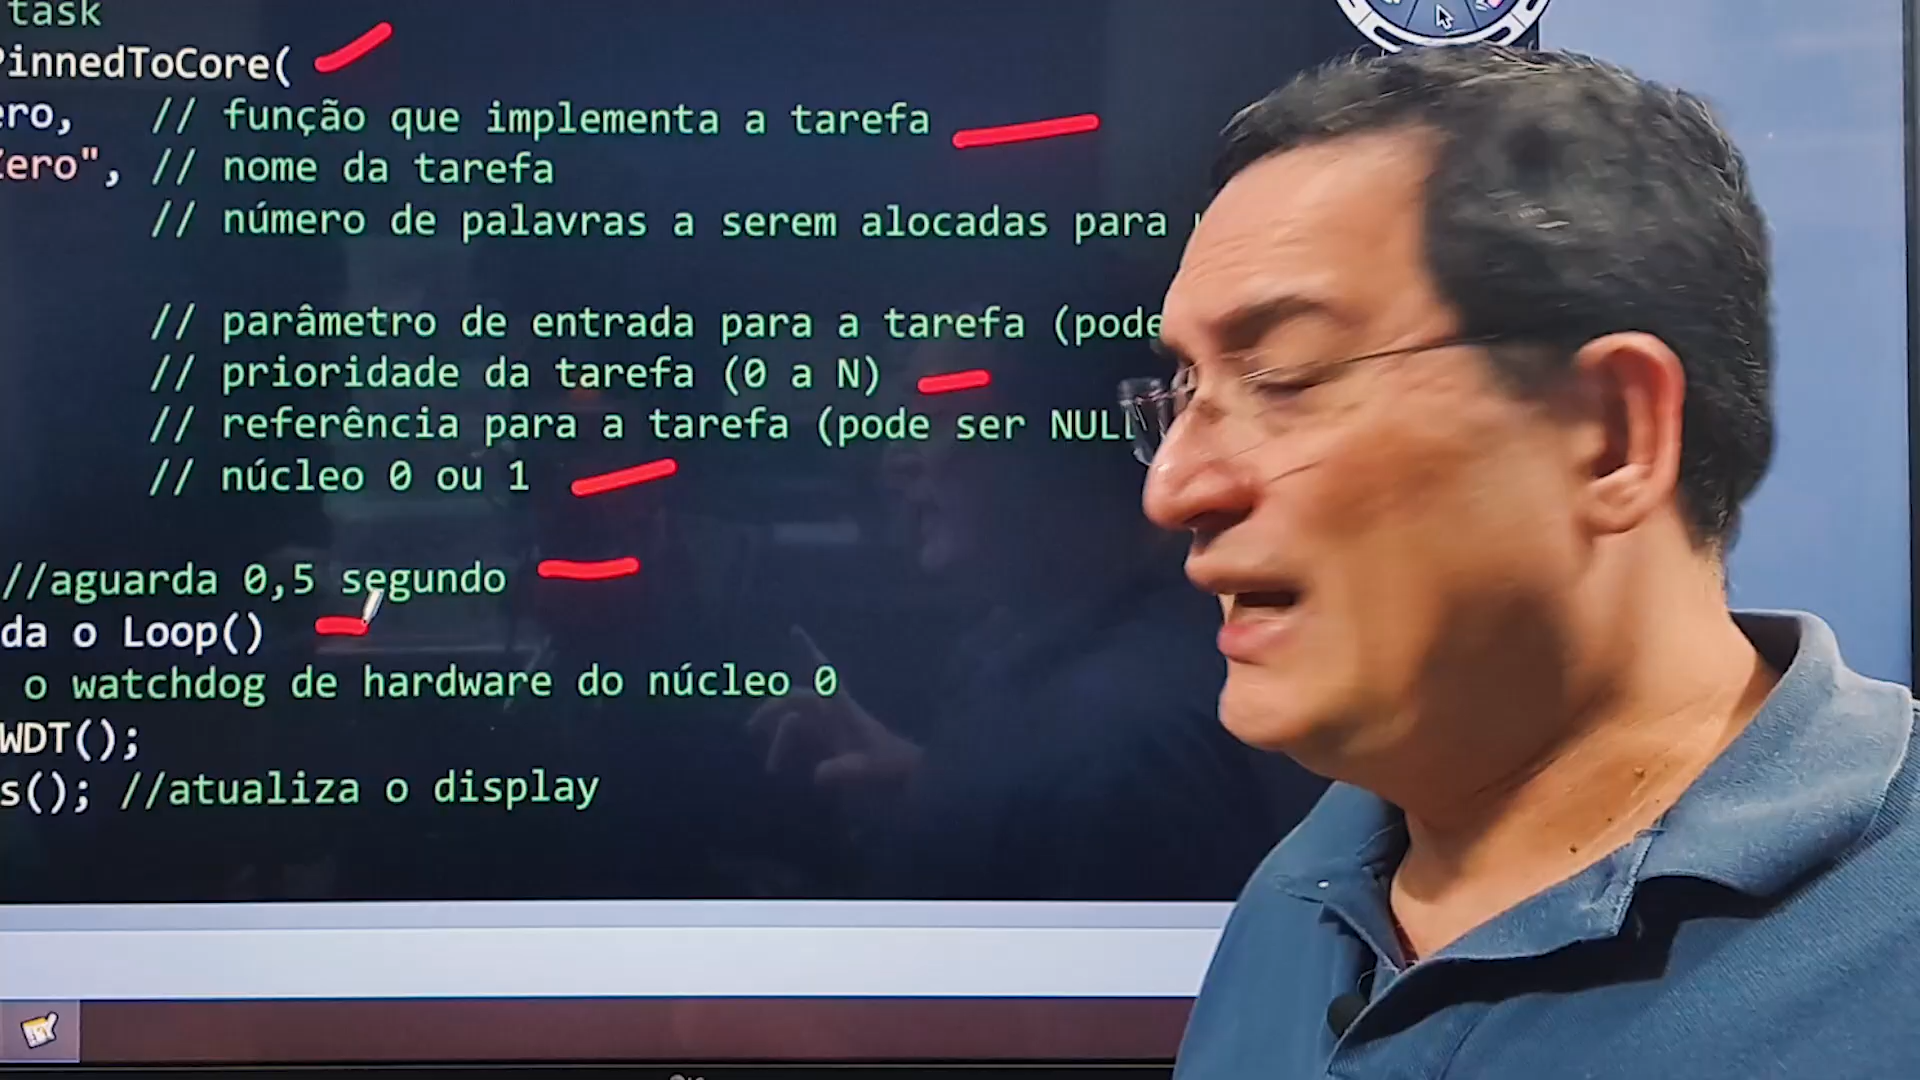 task
PinnedToCore(
ero, // função que implementa a tarefa
Zero", // nome da tarefa
// número de palavras a serem alocadas para
// parâmetro de entrada para a tarefa (pode
// prioridade da tarefa (0 a N)
// referência para a tarefa (pode ser NULL
// núcleo 0 ou 1
//aguarda 0,5 segundo
da o Loop()
o watchdog de hardware do núcleo 0
WDT();
s(); //atualiza o display